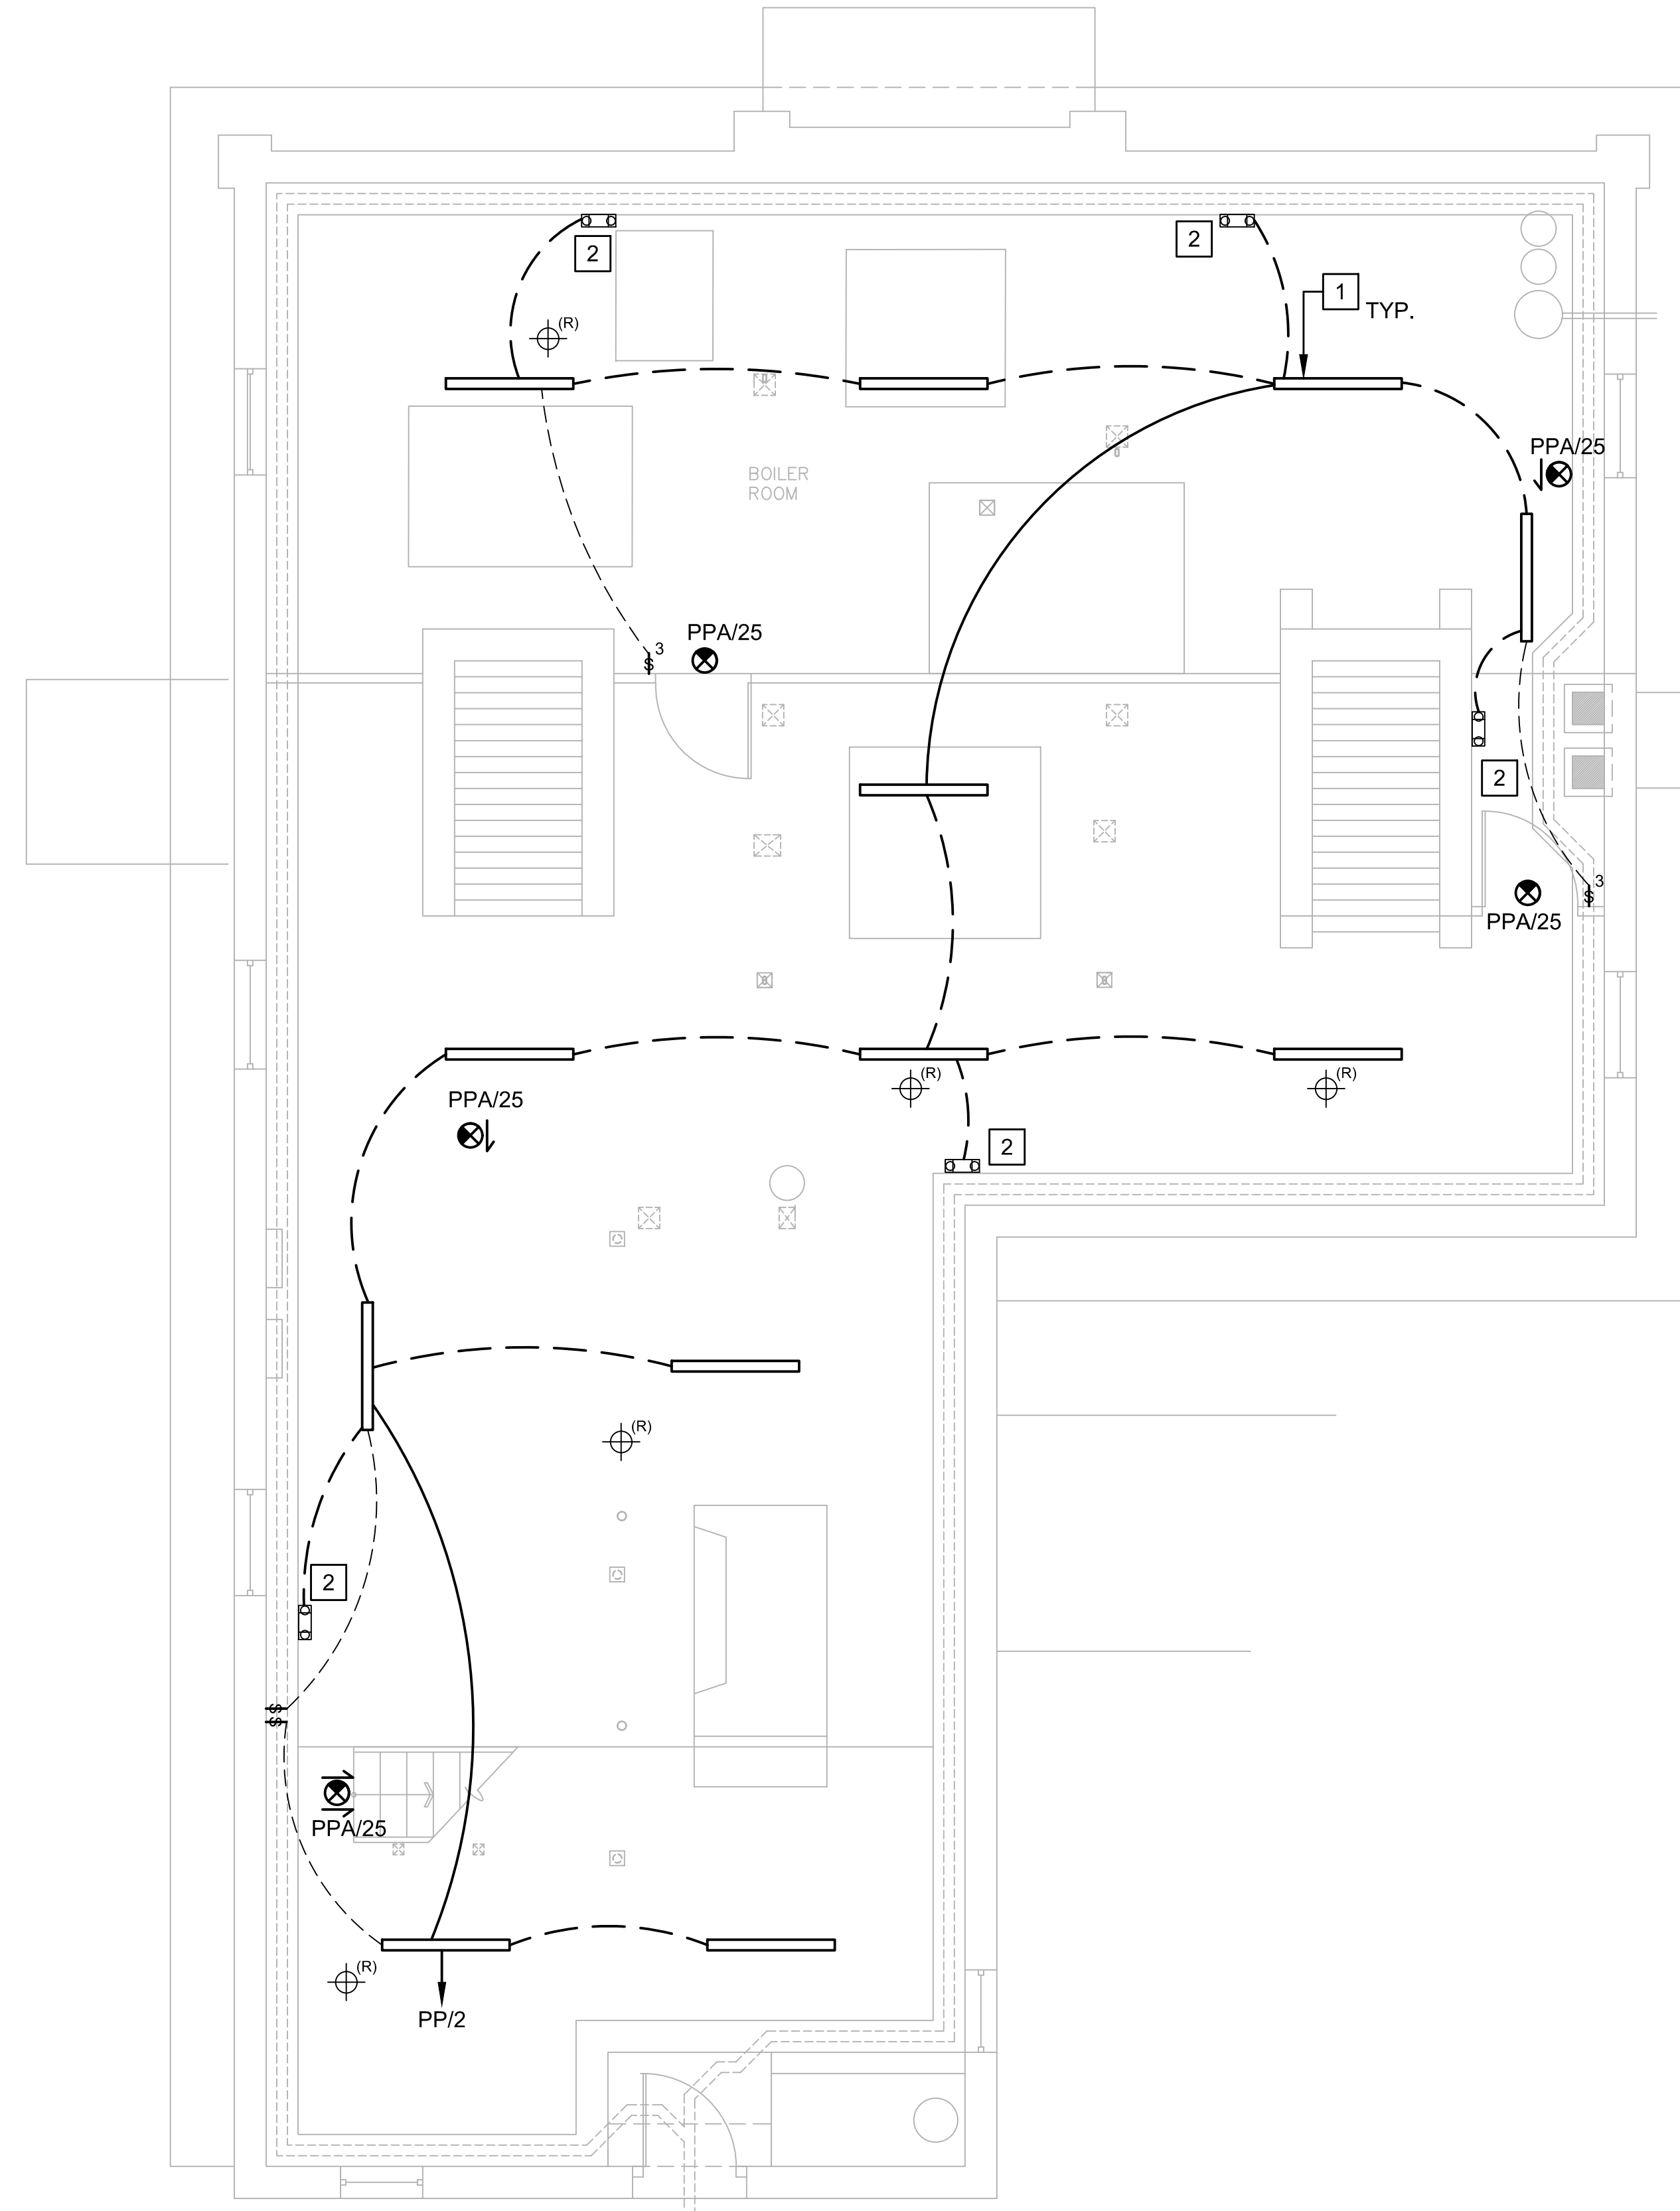 2
2
1
TYP.
(R)
PPA/25
BOILER
ROOM
PPA/25
$ 3
2
$ 3
PPA/25
(R)
(R)
PPA/25
2
(R)
2
$
$
PPA/25
(R)
PP/2